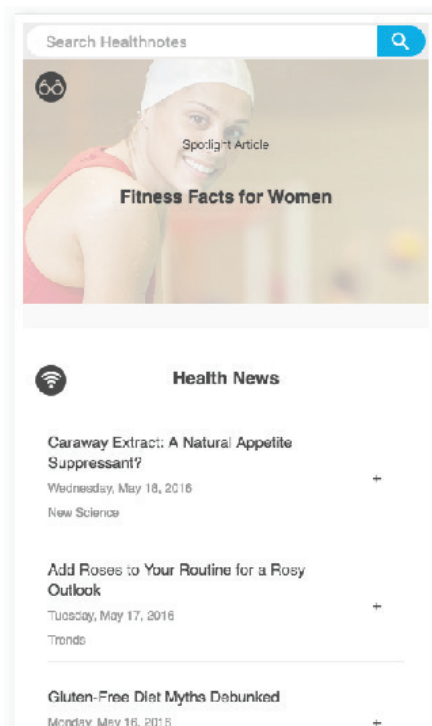 Search Healthnotes
Spotlight Article
Fitness Facts for Women
Health News
Caraway Extract: A Natural Appetite
Suppressant?
Wednesday, May 18, 2016
New Science
+
Add Roses to Your Routine for a Rosy
Outlook
Tuesday, May 17, 2016
Trends
+
Gluten-Free Diet Myths Debunked
Monday, May 16, 2016
+